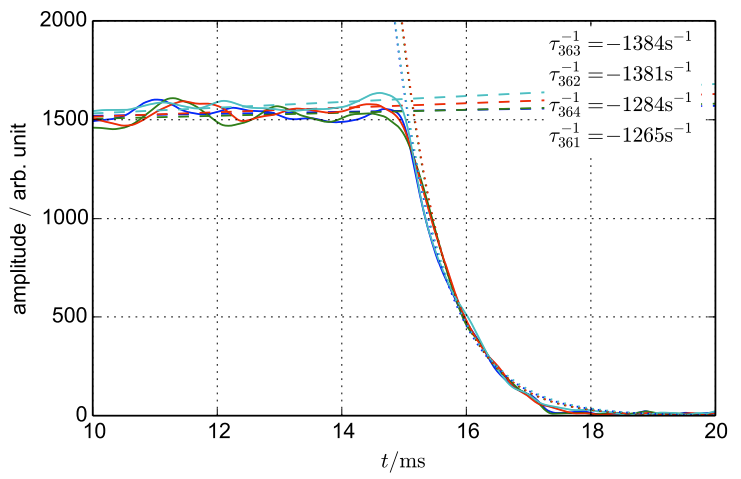 2000
1500
1000
500
0
amplitude / arb. unit
τ₃₆₃⁻¹ = −1384s⁻¹
τ₃₆₂⁻¹ = −1381s⁻¹
τ₃₆₄⁻¹ = −1284s⁻¹
τ₃₆₁⁻¹ = −1265s⁻¹
10 12 14 16 18 20
t/ms